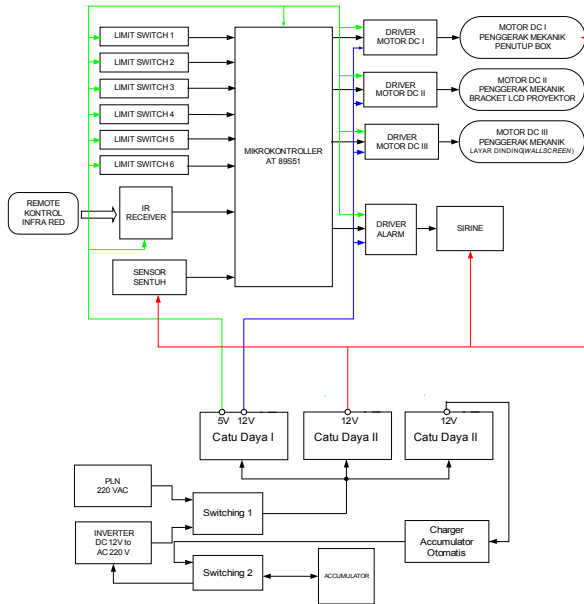 LIMIT SWITCH 1
LIMIT SWITCH 2
LIMIT SWITCH 3
LIMIT SWITCH 4
LIMIT SWITCH 5
LIMIT SWITCH 6
REMOTE
KONTROL
INFRA RED
IR
RECEIVER
SENSOR
SENTUH
MIKROKONTROLLER
AT 89S51
DRIVER
MOTOR DC I
DRIVER
MOTOR DC II
DRIVER
MOTOR DC III
DRIVER
ALARM
MOTOR DC I
PENGGERAK MEKANIK
PENUTUP BOX
MOTOR DC II
PENGGERAK MEKANIK
BRACKET LCD PROYEKTOR
MOTOR DC III
PENGGERAK MEKANIK
LAYAR DINDING(WALLSCREEN)
SIRINE
5V 12V
Catu Daya I
12V
Catu Daya II
12V
Catu Daya II
PLN
220 VAC
Switching 1
INVERTER
DC 12V to
AC 220 V
Switching 2
ACCUMULATOR
Charger
Accumulator
Otomatis